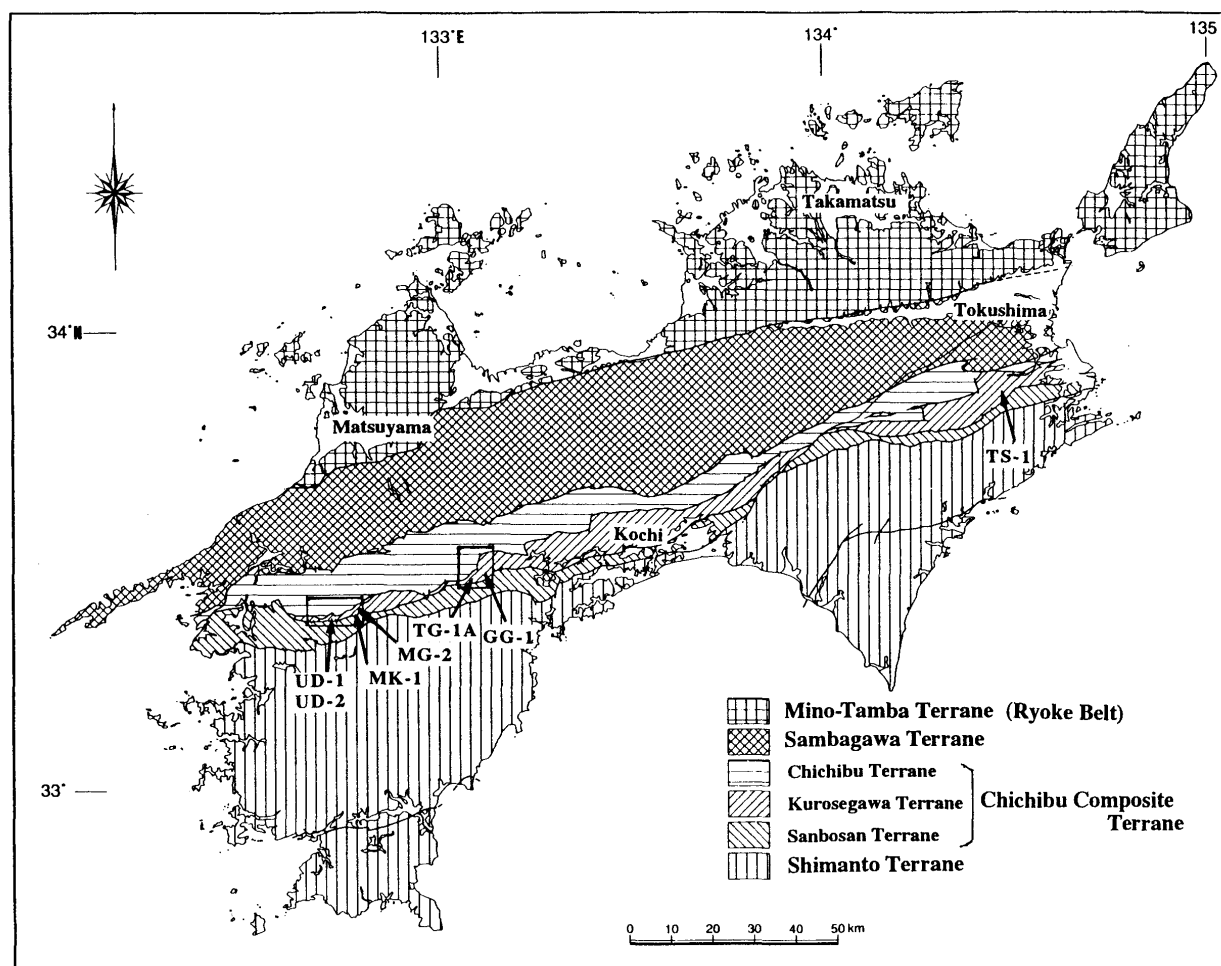 133°E
134°
135
Takamatsu
34°N
Tokushima
Matsuyama
TS-1
Kochi
TG-1A
GG-1
MG-2
UD-1
MK-1
UD-2
Mino-Tamba Terrane (Ryoke Belt)
Sambagawa Terrane
Chichibu Terrane
Kurosegawa Terrane
Chichibu Composite
Terrane
Sanbosan Terrane
Shimanto Terrane
33°
0 10 20 30 40 50 km